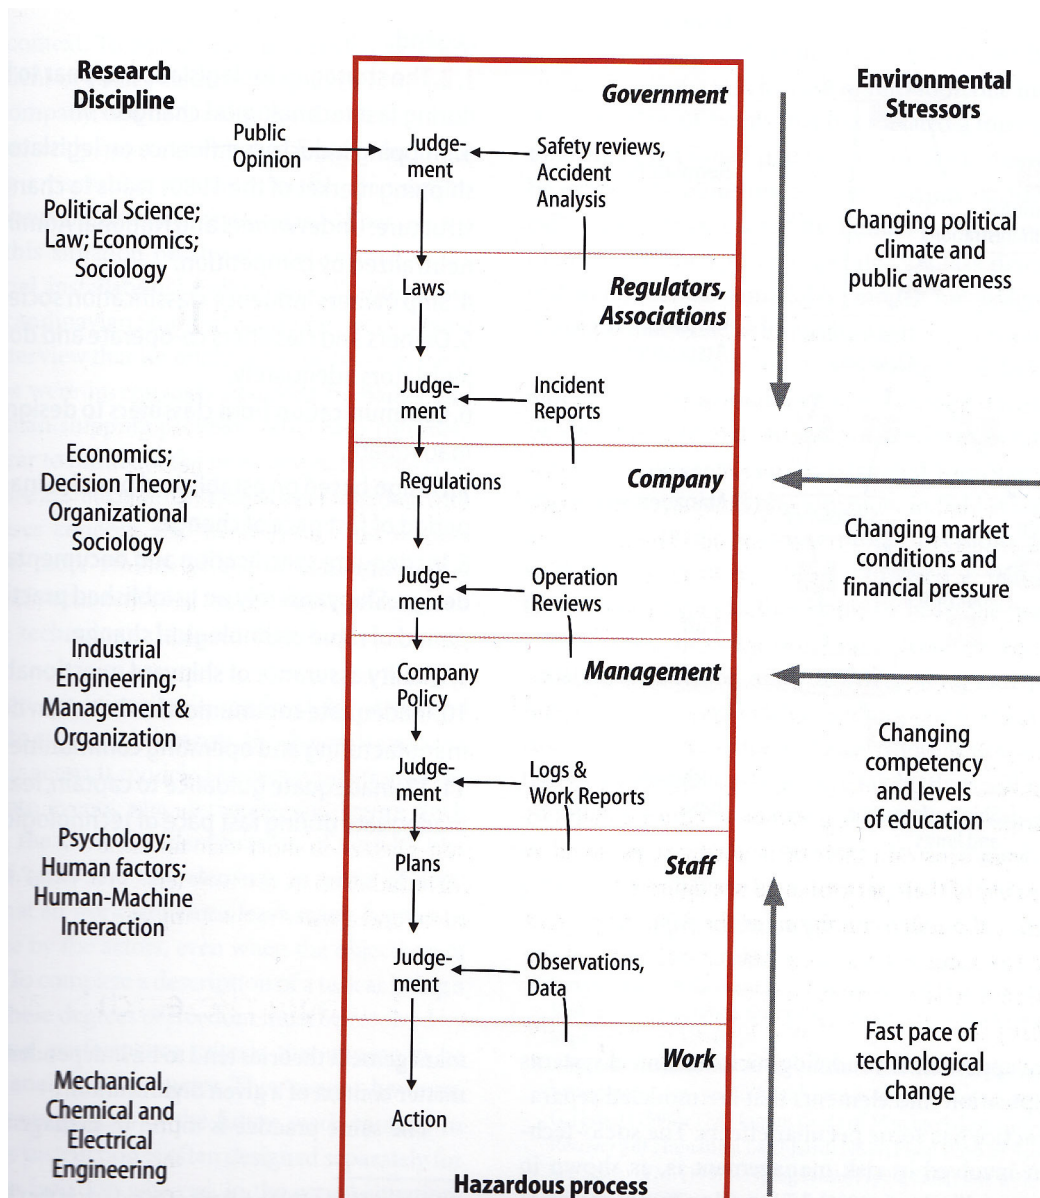 Research
Discipline
Environmental
Stressors
Government
Public
Opinion
Judge-
ment
Safety reviews,
Accident
Analysis
Political Science;
Law; Economics;
Sociology
Changing political
climate and
public awareness
Laws
Regulators,
Associations
Judge-
ment
Incident
Reports
Economics;
Decision Theory;
Organizational
Sociology
Regulations
Company
Changing market
conditions and
financial pressure
Judge-
ment
Operation
Reviews
Industrial
Engineering;
Management &
Organization
Company
Policy
Management
Changing
competency
and levels
of education
Judge-
ment
Logs &
Work Reports
Psychology;
Human factors;
Human-Machine
Interaction
Plans
Staff
Judge-
ment
Observations,
Data
Work
Fast pace of
technological
change
Mechanical,
Chemical and
Electrical
Engineering
Action
Hazardous process